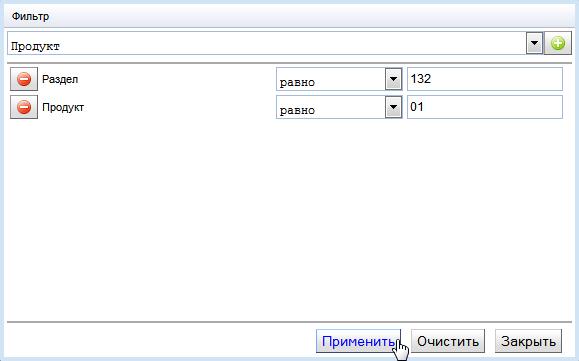 Фильтр
Продукт
Раздел равно 132
Продукт равно 01
Применить Очистить Закрыть